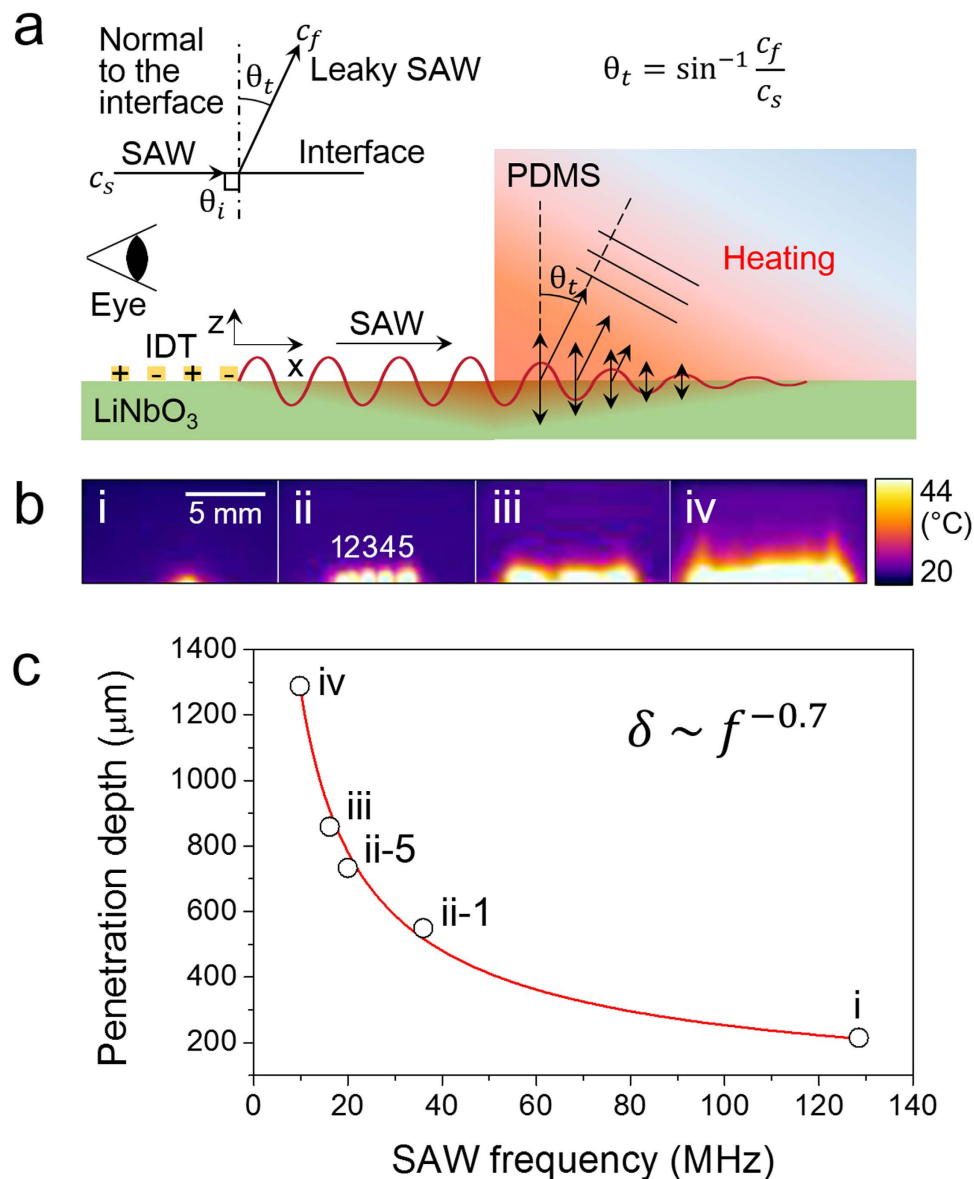 a
Normal
to the
interface
c_f
θ_t
Leaky SAW
θ_t = sin⁻¹ c_f/c_s
SAW
Interface
c_s
θ_i
Eye
PDMS
Heating
θ_t
z
x
SAW
IDT
+ - + -
LiNbO₃
b
i
5 mm
ii
12345
iii
iv
44
(°C)
20
c
1400
1200
1000
800
600
400
200
Penetration depth (μm)
iv
iii
ii-5
ii-1
i
δ ~ f^−0.7
0 20 40 60 80 100 120 140
SAW frequency (MHz)